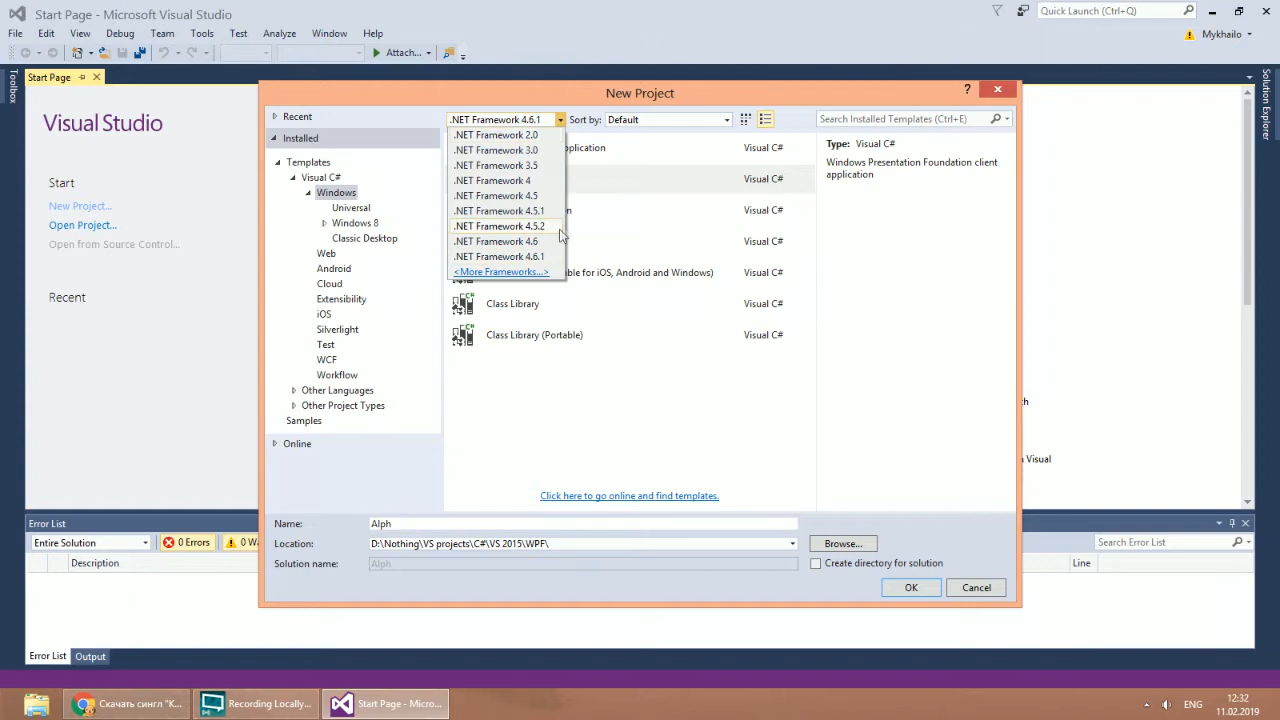 Start Page - Microsoft Visual Studio
Quick Launch (Ctrl+Q)
File Edit View Debug Team Tools Test Analyze Window Help
Mykhailo
Attach...
Toolbox
Start Page
Solution Explorer
Visual Studio
Start
New Project...
Open Project...
Open from Source Control...
Recent
New Project
?
Recent
Installed
Templates
Visual C#
Windows
Universal
Windows 8
Classic Desktop
Web
Android
Cloud
Extensibility
iOS
Silverlight
Test
WCF
Workflow
Other Languages
Other Project Types
Samples
Online
.NET Framework 4.6.1
Sort by: Default
.NET Framework 2.0
.NET Framework 3.0
.NET Framework 3.5
.NET Framework 4
.NET Framework 4.5
.NET Framework 4.5.1
.NET Framework 4.5.2
.NET Framework 4.6
.NET Framework 4.6.1
<More Frameworks...>
Visual C#
Visual C#
Visual C#
Visual C#
for iOS, Android and Windows) Visual C#
Class Library Visual C#
Class Library (Portable) Visual C#
Click here to go online and find templates.
Search Installed Templates (Ctrl+E)
Type: Visual C#
Windows Presentation Foundation client
application
Name: Alph
Location: D:\Nothing\VS projects\C#\VS 2015\WPF\
Browse...
Solution name: Alph
Create directory for solution
OK
Cancel
Visual
Error List
Entire Solution
0 Errors
Search Error List
Description
Line
Error List
Output
Скачать сингл "К...
Recording Locally...
Start Page - Micro...
ENG
12:32
11.02.2019